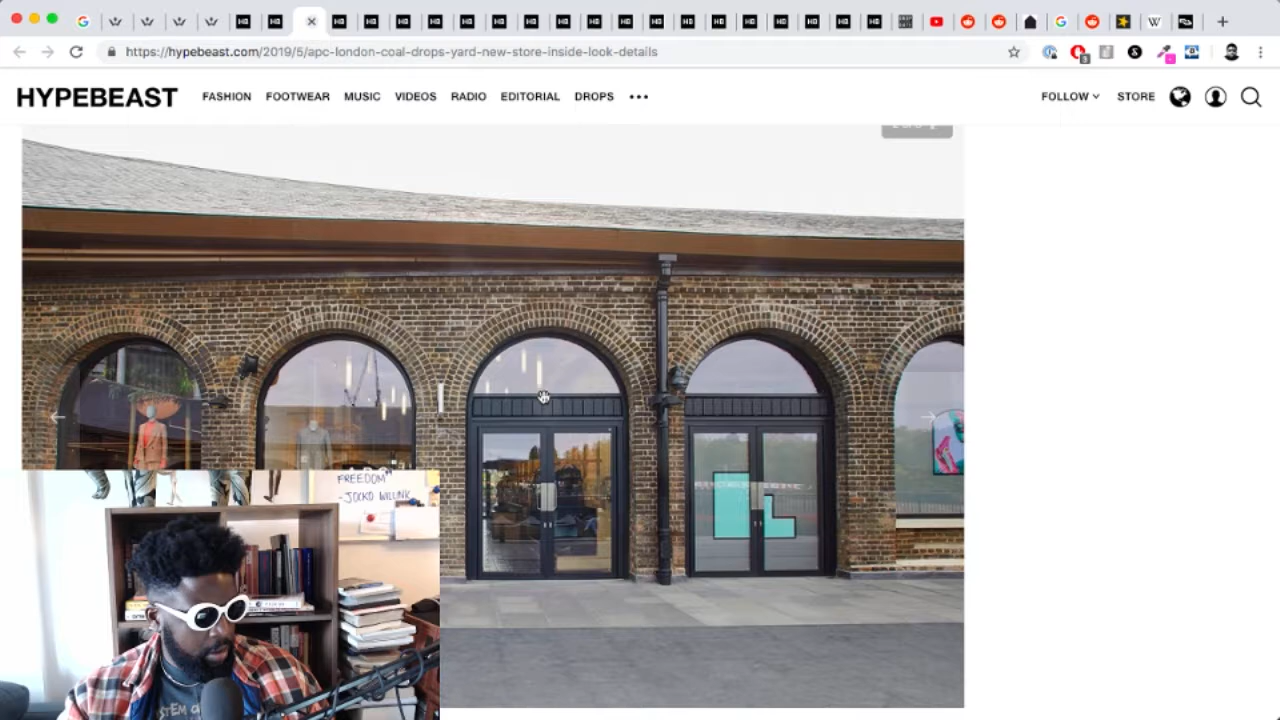 https://hypebeast.com/2019/5/apc-london-coal-drops-yard-new-store-inside-look-details
HYPEBEAST FASHION FOOTWEAR MUSIC VIDEOS RADIO EDITORIAL DROPS ••• FOLLOW STORE
FREEDOM"
-JOCKO WILLINK